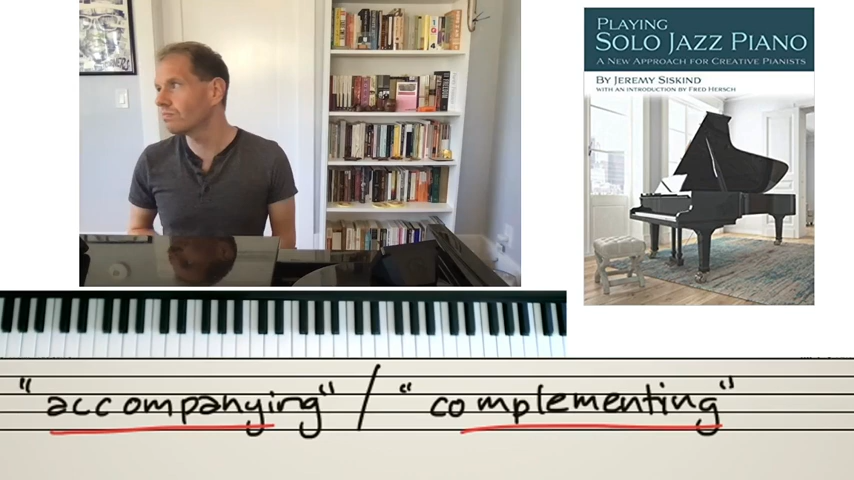 PLAYING
SOLO JAZZ PIANO
A NEW APPROACH FOR CREATIVE PIANISTS
BY JEREMY SISKIND
WITH AN INTRODUCTION BY FRED HERSCH
"accompanying" / "complementing"